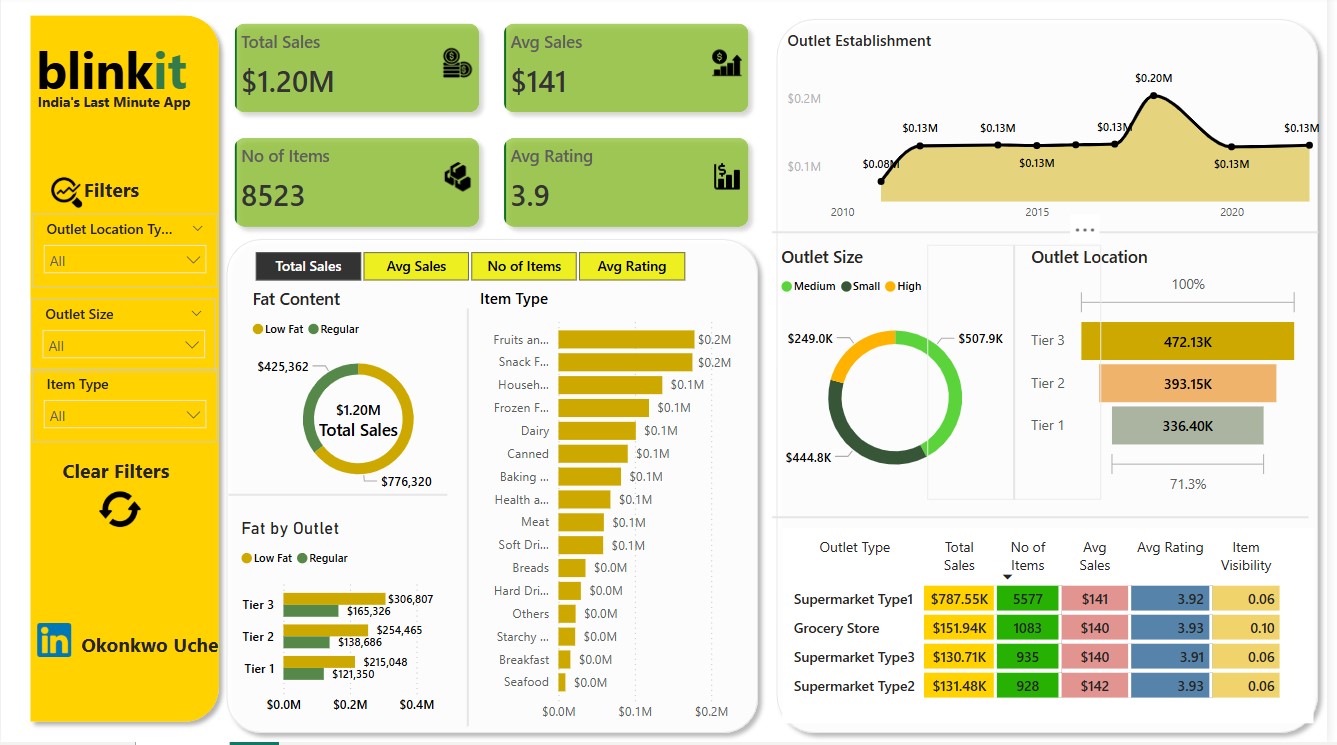 blinkit
India's Last Minute App
Filters
Outlet Location Ty...
All
Outlet Size
All
Item Type
All
Clear Filters
in Okonkwo Uche
Total Sales
$1.20M
Avg Sales
$141
No of Items
8523
Avg Rating
3.9
Total Sales Avg Sales No of Items Avg Rating
Fat Content
Low Fat Regular
$425,362
$1.20M
Total Sales
$776,320
Fat by Outlet
Low Fat Regular
Tier 3 $306,807
$165,326
Tier 2 $254,465
$138,686
Tier 1 $215,048
$121,350
$0.0M $0.2M $0.4M
Item Type
Fruits an... $0.2M
Snack F... $0.2M
Househ... $0.1M
Frozen F... $0.1M
Dairy $0.1M
Canned $0.1M
Baking ... $0.1M
Health a... $0.1M
Meat $0.1M
Soft Dri... $0.1M
Breads $0.0M
Hard Dri... $0.0M
Others $0.0M
Starchy ... $0.0M
Breakfast $0.0M
Seafood $0.0M
$0.0M $0.1M $0.2M
Outlet Establishment
$0.20M
$0.2M
$0.13M $0.13M $0.13M $0.13M
$0.1M $0.08M $0.13M $0.13M
2010 2015 2020
Outlet Size
Medium Small High
$249.0K $507.9K
$444.8K
Outlet Location
100%
Tier 3 472.13K
Tier 2 393.15K
Tier 1 336.40K
71.3%
Outlet Type Total Sales No of Items Avg Sales Avg Rating Item Visibility
Supermarket Type1 $787.55K 5577 $141 3.92 0.06
Grocery Store $151.94K 1083 $140 3.93 0.10
Supermarket Type3 $130.71K 935 $140 3.91 0.06
Supermarket Type2 $131.48K 928 $142 3.93 0.06